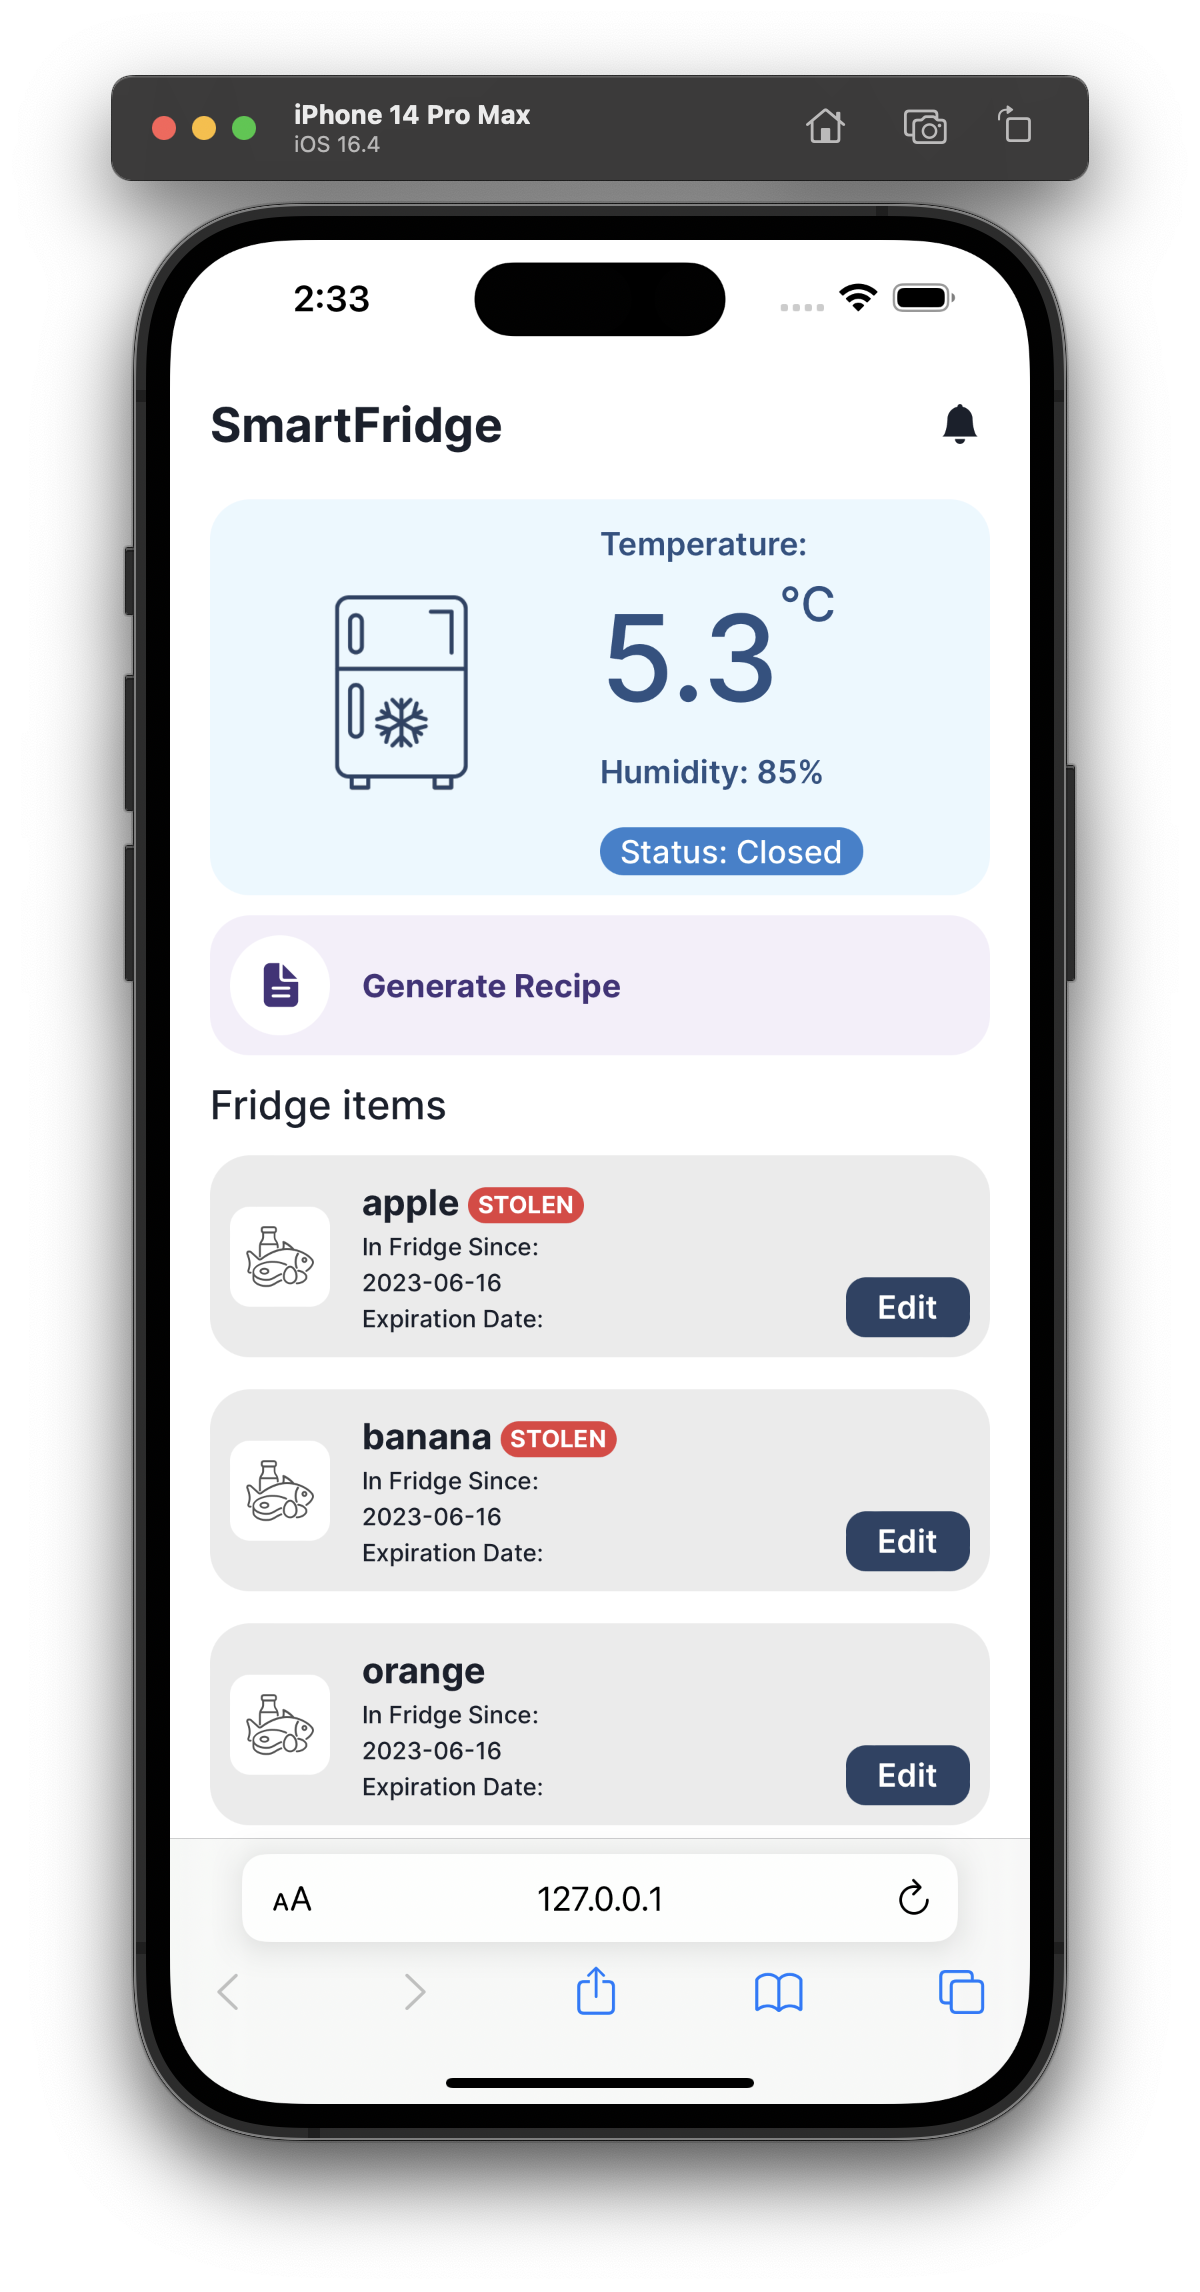 iPhone 14 Pro Max
iOS 16.4
2:33
SmartFridge
Temperature:
5.3 °C
Humidity: 85%
Status: Closed
Generate Recipe
Fridge items
apple STOLEN
In Fridge Since:
2023-06-16
Expiration Date:
Edit
banana STOLEN
In Fridge Since:
2023-06-16
Expiration Date:
Edit
orange
In Fridge Since:
2023-06-16
Expiration Date:
Edit
AA 127.0.0.1